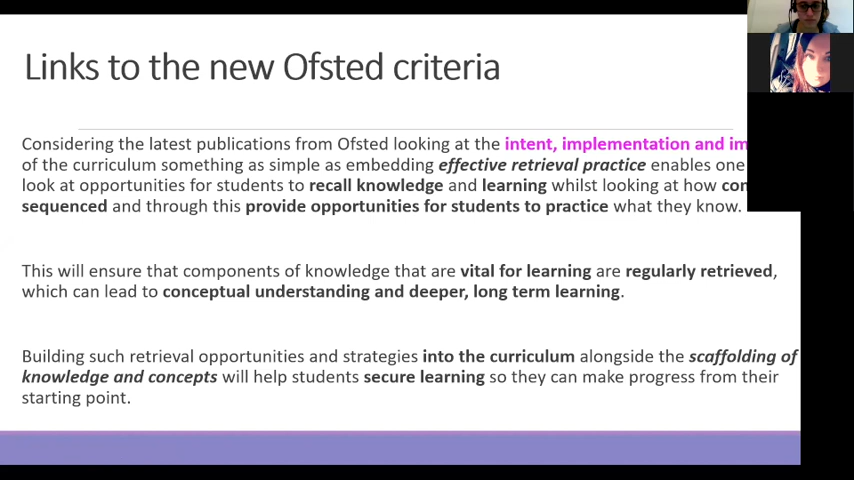 Links to the new Ofsted criteria
Considering the latest publications from Ofsted looking at the intent, implementation and
of the curriculum something as simple as embedding effective retrieval practice enables one
look at opportunities for students to recall knowledge and learning whilst looking at how
sequenced and through this provide opportunities for students to practice what they know.
This will ensure that components of knowledge that are vital for learning are regularly retrieved,
which can lead to conceptual understanding and deeper, long term learning.
Building such retrieval opportunities and strategies into the curriculum alongside the scaffolding of
knowledge and concepts will help students secure learning so they can make progress from their
starting point.